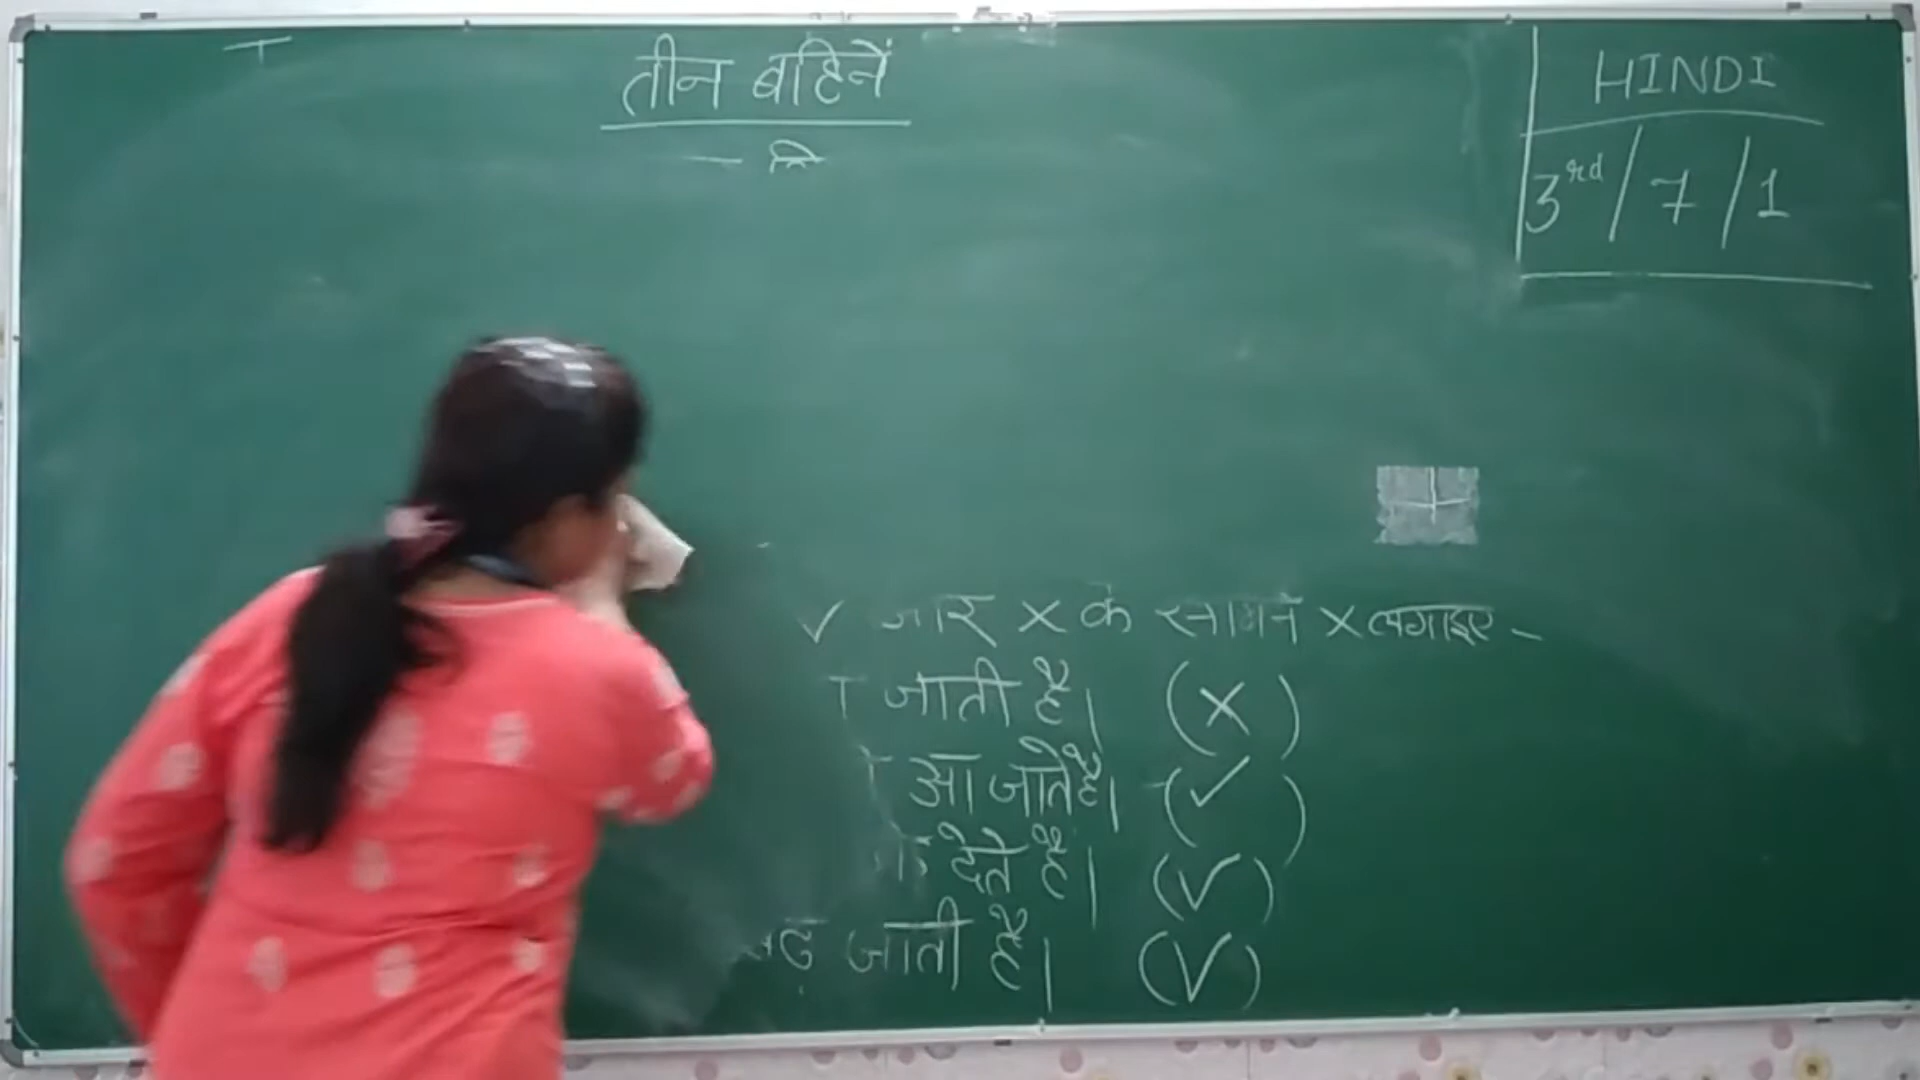 तीन बहिनें
HINDI
3rd / 7 / 1
✓ और × के सामने × लगाइए -
जाती है। (×)
आ जाते है। (✓)
देते है। (✓)
जाती है। (✓)